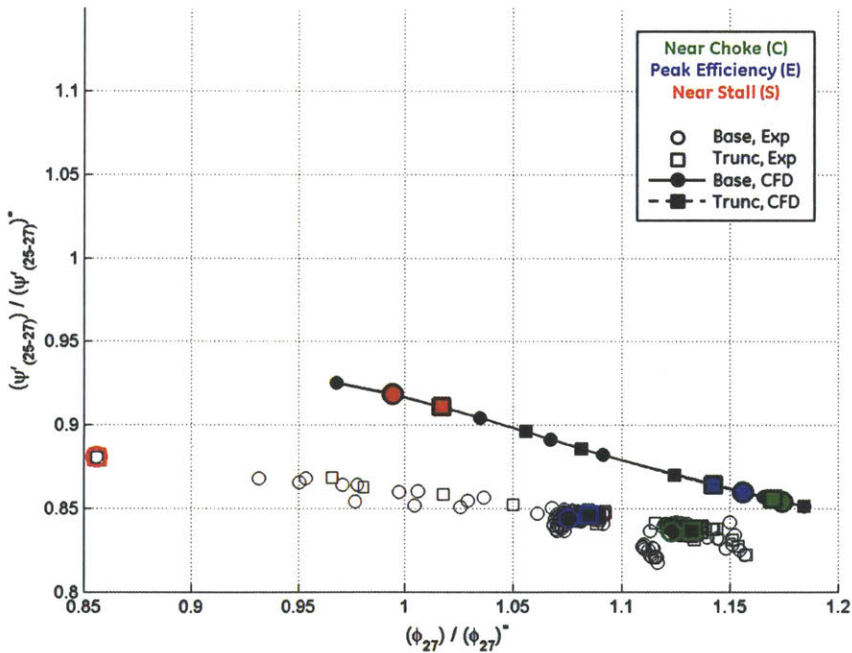 Near Choke (C)
Peak Efficiency (E)
Near Stall (S)
Base, Exp
Trunc, Exp
Base, CFD
Trunc, CFD
1.1
1.05
1
0.95
0.9
0.85
0.8
(ψ'(25-27)) / (ψ'(25-27))*
0.85 0.9 0.95 1 1.05 1.1 1.15 1.2
(ϕ27) / (ϕ27)*